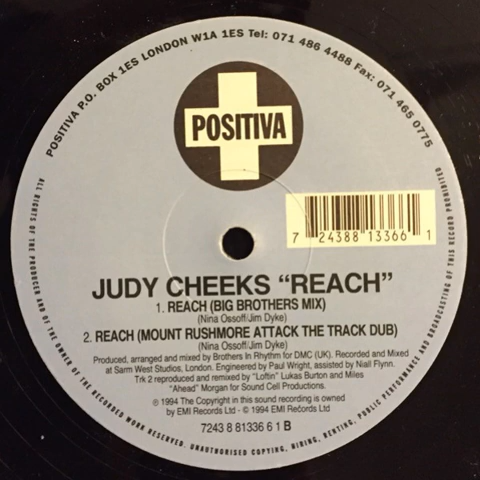 POSITIVA P.O. BOX 1ES LONDON W1A 1ES Tel: 071 486 4488 Fax: 071 465 0775
POSITIVA
7 24388 13366 1
JUDY CHEEKS “REACH”
1. REACH (BIG BROTHERS MIX)
(Nina Ossoff/Jim Dyke)
2. REACH (MOUNT RUSHMORE ATTACK THE TRACK DUB)
(Nina Ossoff/Jim Dyke)
Produced, arranged and mixed by Brothers In Rhythm for DMC (UK). Recorded and Mixed
at Sarm West Studios, London. Engineered by Paul Wright, assisted by Niall Flynn.
Trk 2 reproduced and remixed by “Loftin” Lukas Burton and Miles
“Ahead” Morgan for Sound Cell Productions.
℗ 1994 The Copyright in this sound recording is owned
by EMI Records Ltd - © 1994 EMI Records Ltd
7243 8 81336 6 1 B
ALL RIGHTS OF THE PRODUCER AND OF THE OWNER OF THE RECORDED WORK RESERVED. UNAUTHORISED COPYING, HIRING, RENTING, PUBLIC PERFORMANCE AND BROADCASTING OF THIS RECORD PROHIBITED